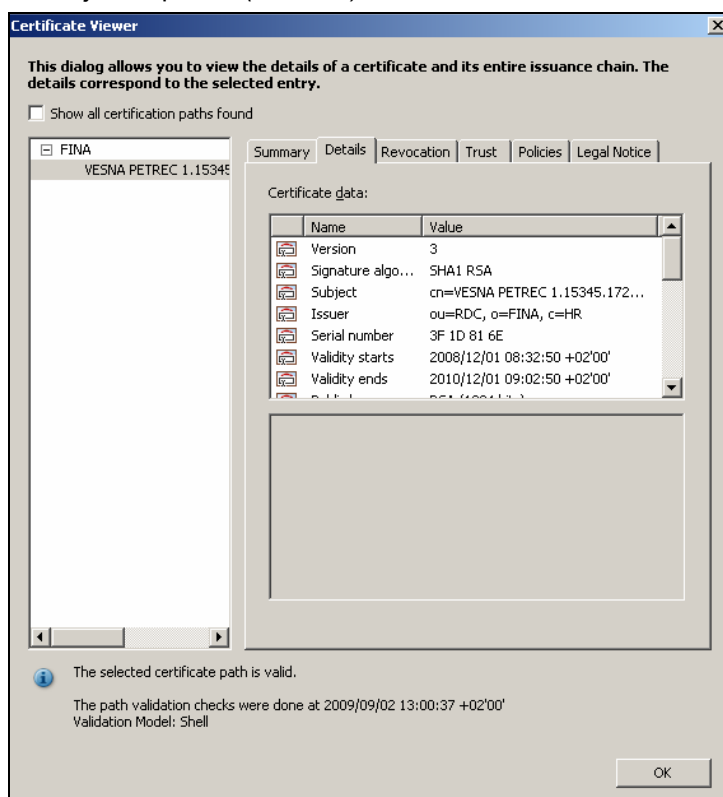 Certificate Viewer
This dialog allows you to view the details of a certificate and its entire issuance chain. The
details correspond to the selected entry.
Show all certification paths found
FINA
VESNA PETREC 1.15345
Summary Details Revocation Trust Policies Legal Notice
Certificate data:
Name Value
Version 3
Signature algo... SHA1 RSA
Subject cn=VESNA PETREC 1.15345.172...
Issuer ou=RDC, o=FINA, c=HR
Serial number 3F 1D 81 6E
Validity starts 2008/12/01 08:32:50 +02'00'
Validity ends 2010/12/01 09:02:50 +02'00'
The selected certificate path is valid.
The path validation checks were done at 2009/09/02 13:00:37 +02'00'
Validation Model: Shell
OK